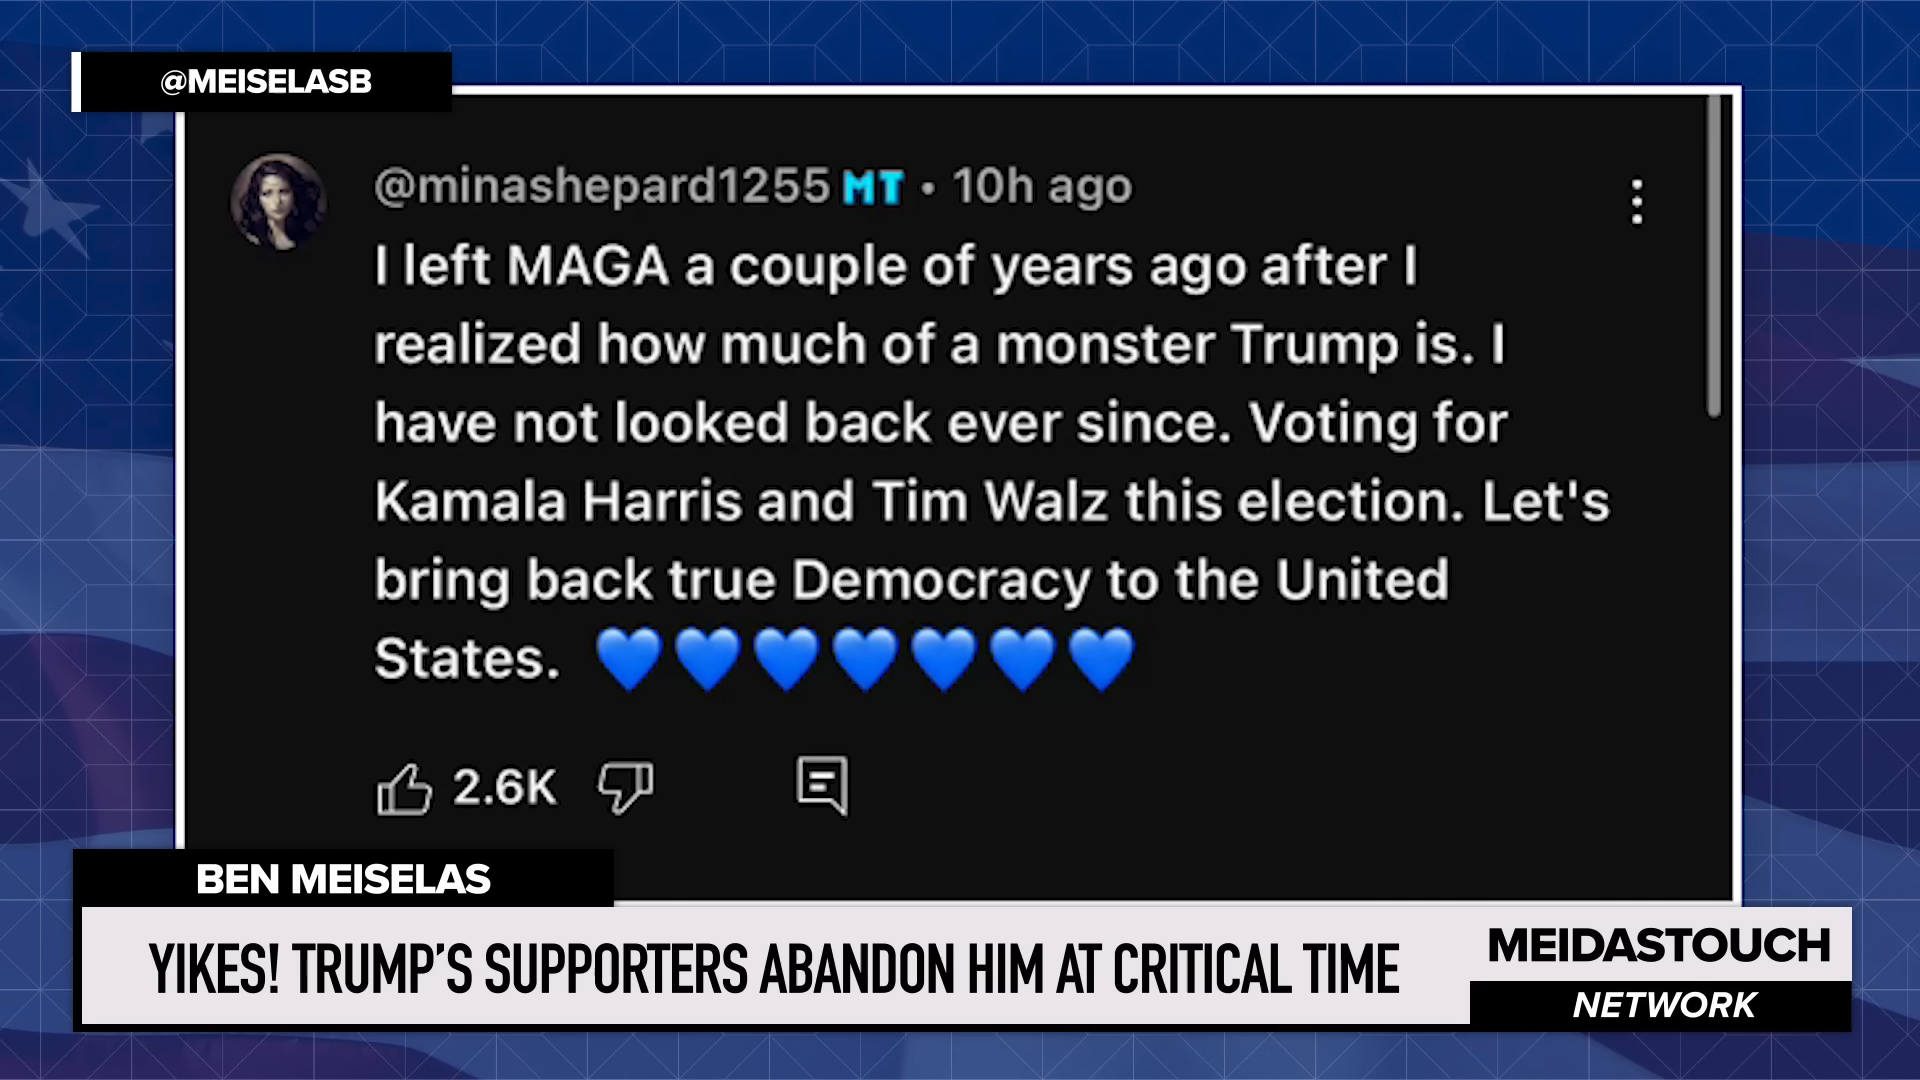 @MEISELASB
@minashepard1255 MT • 10h ago
I left MAGA a couple of years ago after I
realized how much of a monster Trump is. I
have not looked back ever since. Voting for
Kamala Harris and Tim Walz this election. Let's
bring back true Democracy to the United
States. 💙💙💙💙💙💙💙
2.6K
BEN MEISELAS
YIKES! TRUMP'S SUPPORTERS ABANDON HIM AT CRITICAL TIME
MEIDASTOUCH
NETWORK